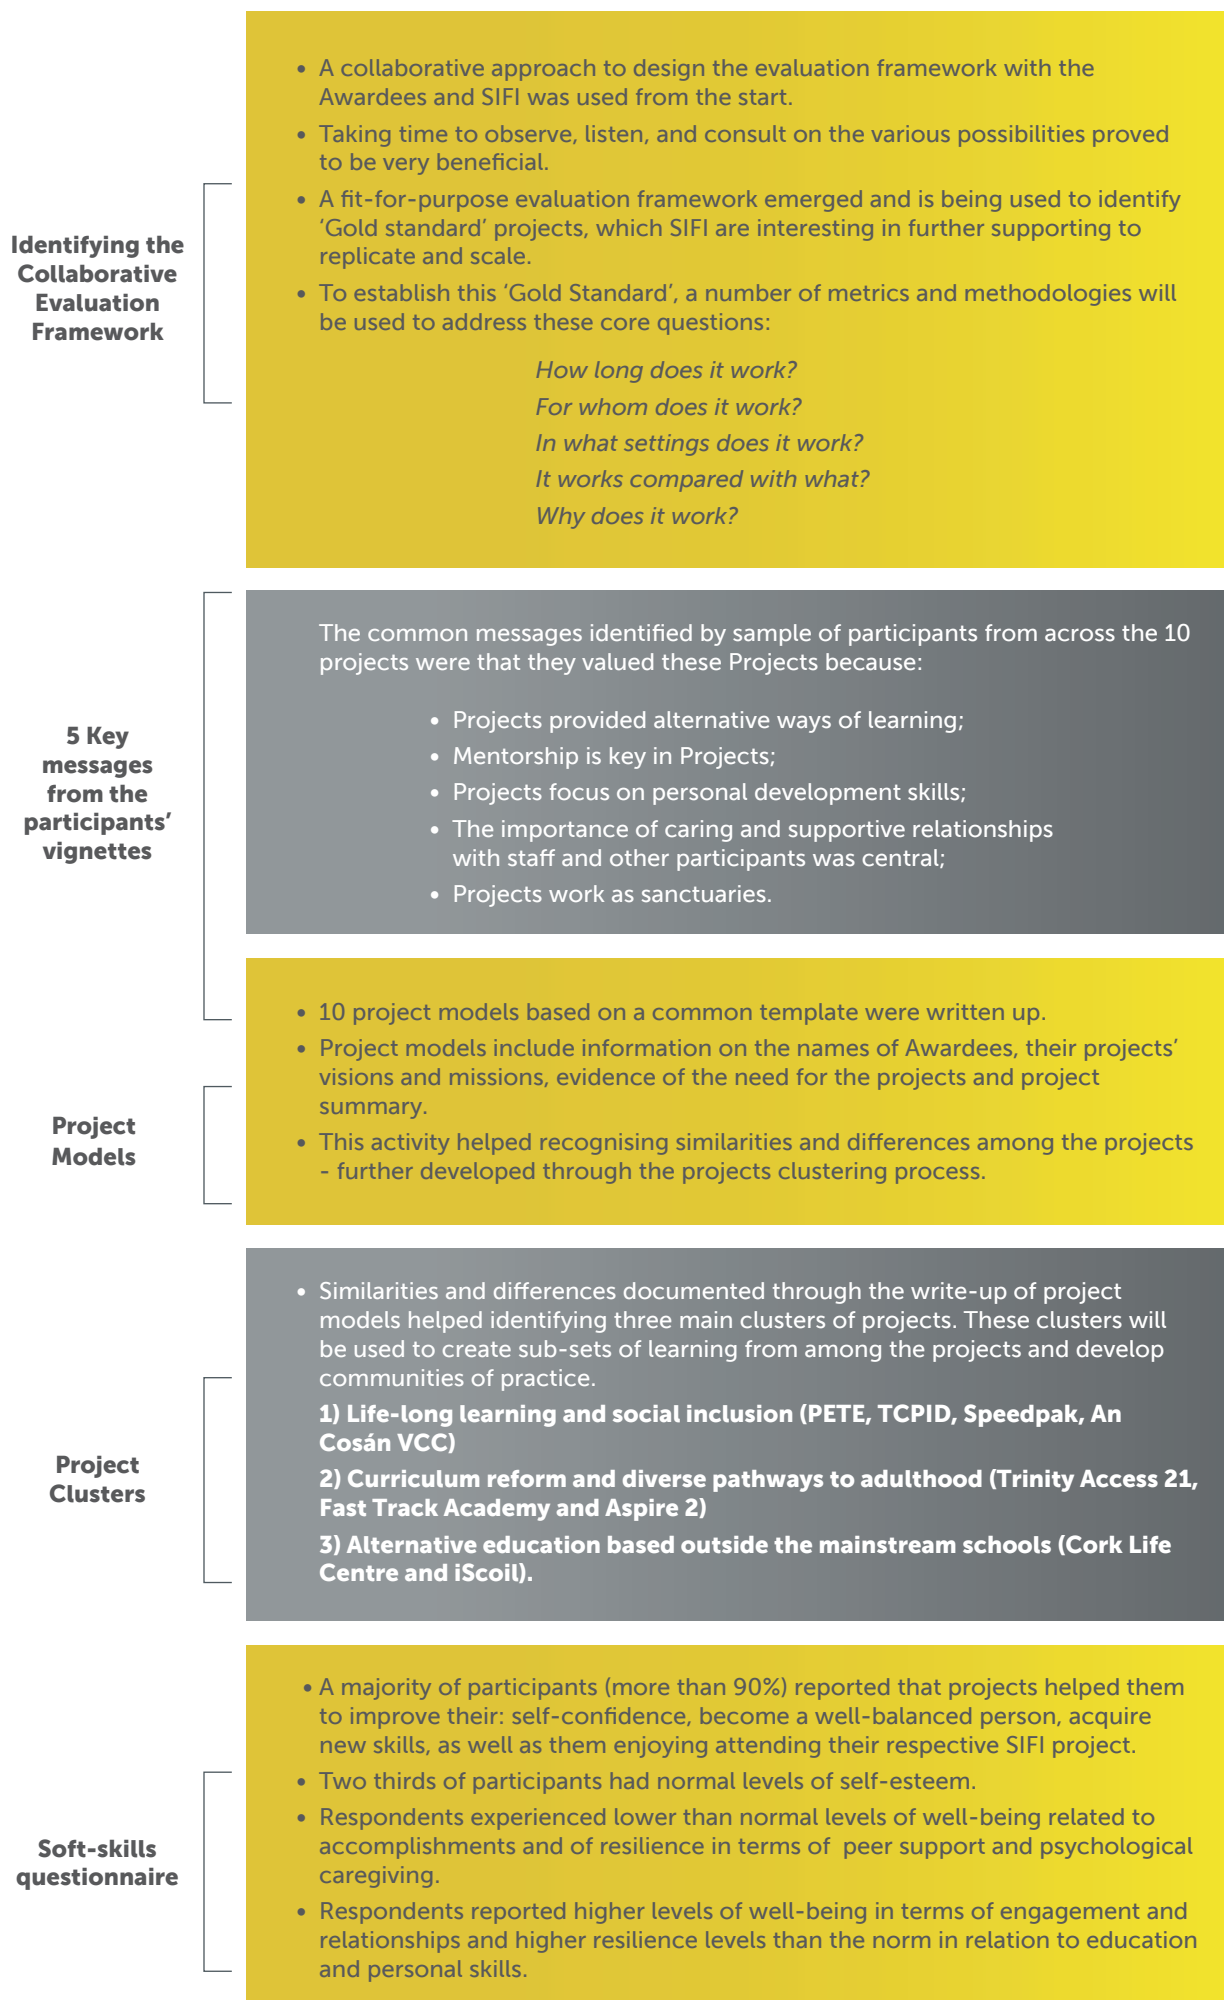 Identifying the
Collaborative
Evaluation
Framework
• A collaborative approach to design the evaluation framework with the
Awardees and SIFI was used from the start.
• Taking time to observe, listen, and consult on the various possibilities proved
to be very beneficial.
• A fit-for-purpose evaluation framework emerged and is being used to identify
‘Gold standard’ projects, which SIFI are interesting in further supporting to
replicate and scale.
• To establish this ‘Gold Standard’, a number of metrics and methodologies will
be used to address these core questions:
How long does it work?
For whom does it work?
In what settings does it work?
It works compared with what?
Why does it work?
5 Key
messages
from the
participants’
vignettes
The common messages identified by sample of participants from across the 10
projects were that they valued these Projects because:
• Projects provided alternative ways of learning;
• Mentorship is key in Projects;
• Projects focus on personal development skills;
• The importance of caring and supportive relationships
with staff and other participants was central;
• Projects work as sanctuaries.
Project
Models
• 10 project models based on a common template were written up.
• Project models include information on the names of Awardees, their projects’
visions and missions, evidence of the need for the projects and project
summary.
• This activity helped recognising similarities and differences among the projects
- further developed through the projects clustering process.
Project
Clusters
• Similarities and differences documented through the write-up of project
models helped identifying three main clusters of projects. These clusters will
be used to create sub-sets of learning from among the projects and develop
communities of practice.
1) Life-long learning and social inclusion (PETE, TCPID, Speedpak, An
Cosán VCC)
2) Curriculum reform and diverse pathways to adulthood (Trinity Access 21,
Fast Track Academy and Aspire 2)
3) Alternative education based outside the mainstream schools (Cork Life
Centre and iScoil).
Soft-skills
questionnaire
• A majority of participants (more than 90%) reported that projects helped them
to improve their: self-confidence, become a well-balanced person, acquire
new skills, as well as them enjoying attending their respective SIFI project.
• Two thirds of participants had normal levels of self-esteem.
• Respondents experienced lower than normal levels of well-being related to
accomplishments and of resilience in terms of peer support and psychological
caregiving.
• Respondents reported higher levels of well-being in terms of engagement and
relationships and higher resilience levels than the norm in relation to education
and personal skills.